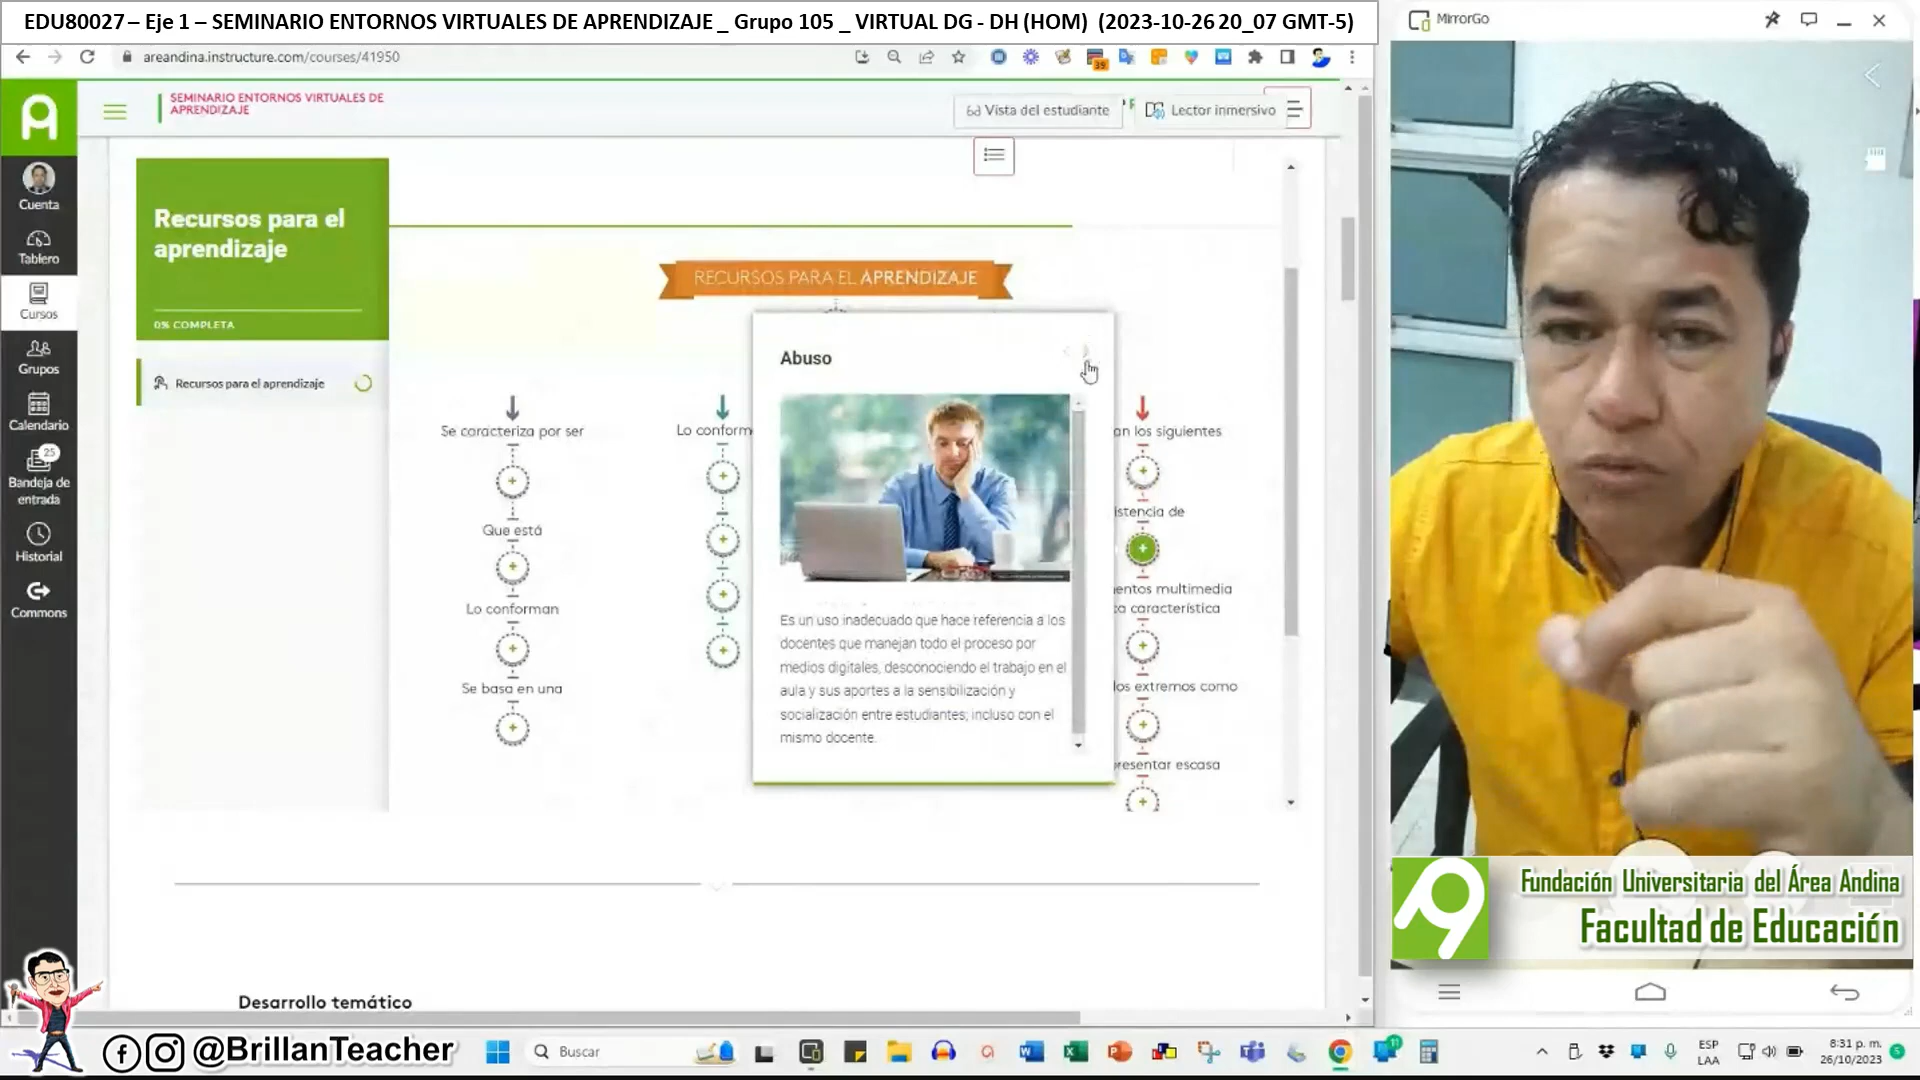 EDU80027 – Eje 1 – SEMINARIO ENTORNOS VIRTUALES DE APRENDIZAJE _ Grupo 105 _ VIRTUAL DG - DH (HOM) (2023-10-26 20_07 GMT-5)
MirrorGo
areandina.instructure.com/courses/41950
39
SEMINARIO ENTORNOS VIRTUALES DE
APRENDIZAJE
Vista del estudiante
Lector inmersivo
Cuenta
Tablero
Cursos
Grupos
Calendario
25
Bandeja de
entrada
Historial
Commons
Recursos para el
aprendizaje
0% COMPLETA
Recursos para el aprendizaje
RECURSOS PARA EL APRENDIZAJE
Se caracteriza por ser
Que está
Lo conforman
Se basa en una
Lo conform
Abuso
Es un uso inadecuado que hace referencia a los
docentes que manejan todo el proceso por
medios digitales, desconociendo el trabajo en el
aula y sus aportes a la sensibilización y
socialización entre estudiantes; incluso con el
mismo docente.
an los siguientes
istencia de
entos multimedia
ca característica
los extremos como
resentar escasa
Desarrollo temático
Fundación Universitaria del Área Andina
Facultad de Educación
@BrillanTeacher
Buscar
11
ESP
LAA
8:31 p. m.
26/10/2023
5